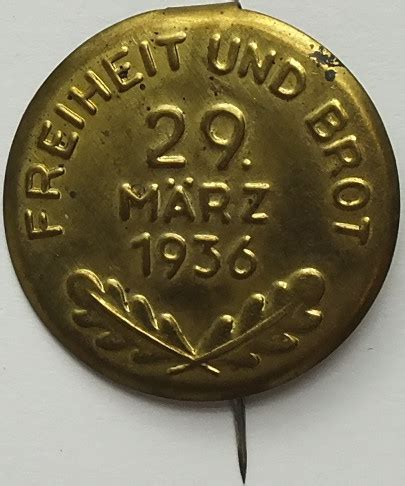 FREIHEIT UND BROT
29.
MÄRZ
1936